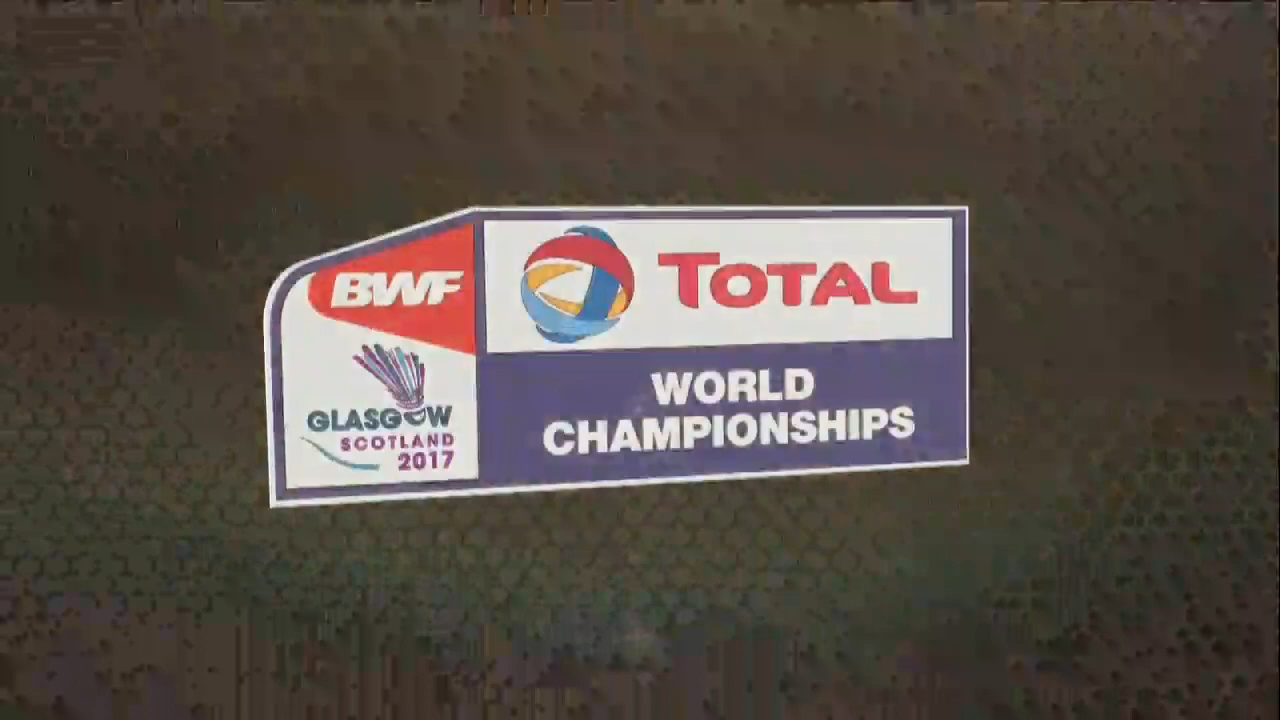 BWF
GLASGOW
SCOTLAND
2017
TOTAL
WORLD
CHAMPIONSHIPS